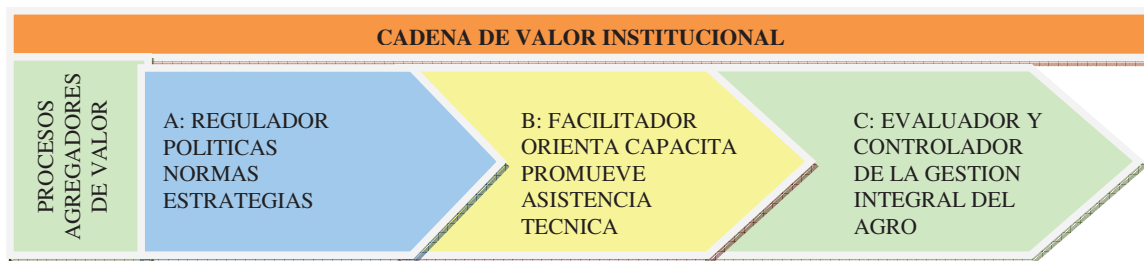 CADENA DE VALOR INSTITUCIONAL
PROCESOS
AGREGADORES
DE VALOR
A: REGULADOR
POLITICAS
NORMAS
ESTRATEGIAS
B: FACILITADOR
ORIENTA CAPACITA
PROMUEVE
ASISTENCIA
TECNICA
C: EVALUADOR Y
CONTROLADOR
DE LA GESTION
INTEGRAL DEL
AGRO